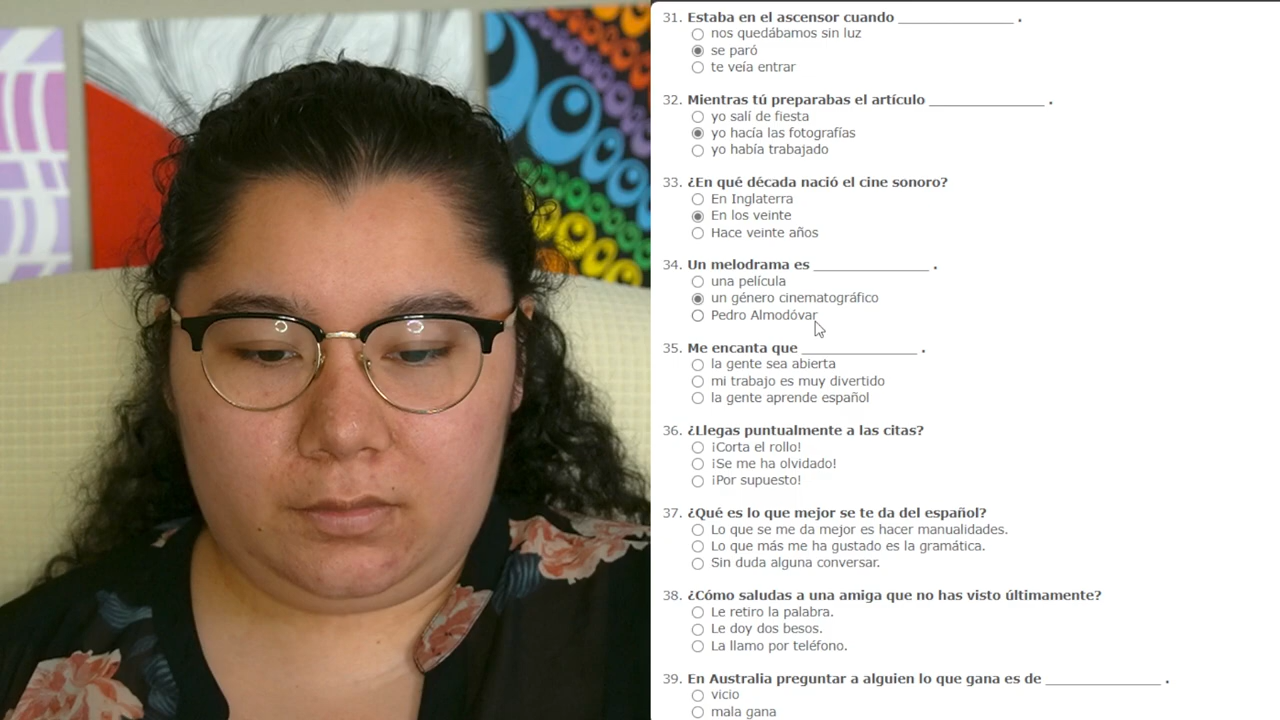 31. Estaba en el ascensor cuando _______________ .
nos quedábamos sin luz
se paró
te veía entrar
32. Mientras tú preparabas el artículo _______________ .
yo salí de fiesta
yo hacía las fotografías
yo había trabajado
33. ¿En qué década nació el cine sonoro?
En Inglaterra
En los veinte
Hace veinte años
34. Un melodrama es _______________ .
una película
un género cinematográfico
Pedro Almodóvar
35. Me encanta que _______________ .
la gente sea abierta
mi trabajo es muy divertido
la gente aprende español
36. ¿Llegas puntualmente a las citas?
¡Corta el rollo!
¡Se me ha olvidado!
¡Por supuesto!
37. ¿Qué es lo que mejor se te da del español?
Lo que se me da mejor es hacer manualidades.
Lo que más me ha gustado es la gramática.
Sin duda alguna conversar.
38. ¿Cómo saludas a una amiga que no has visto últimamente?
Le retiro la palabra.
Le doy dos besos.
La llamo por teléfono.
39. En Australia preguntar a alguien lo que gana es de _______________ .
vicio
mala gana